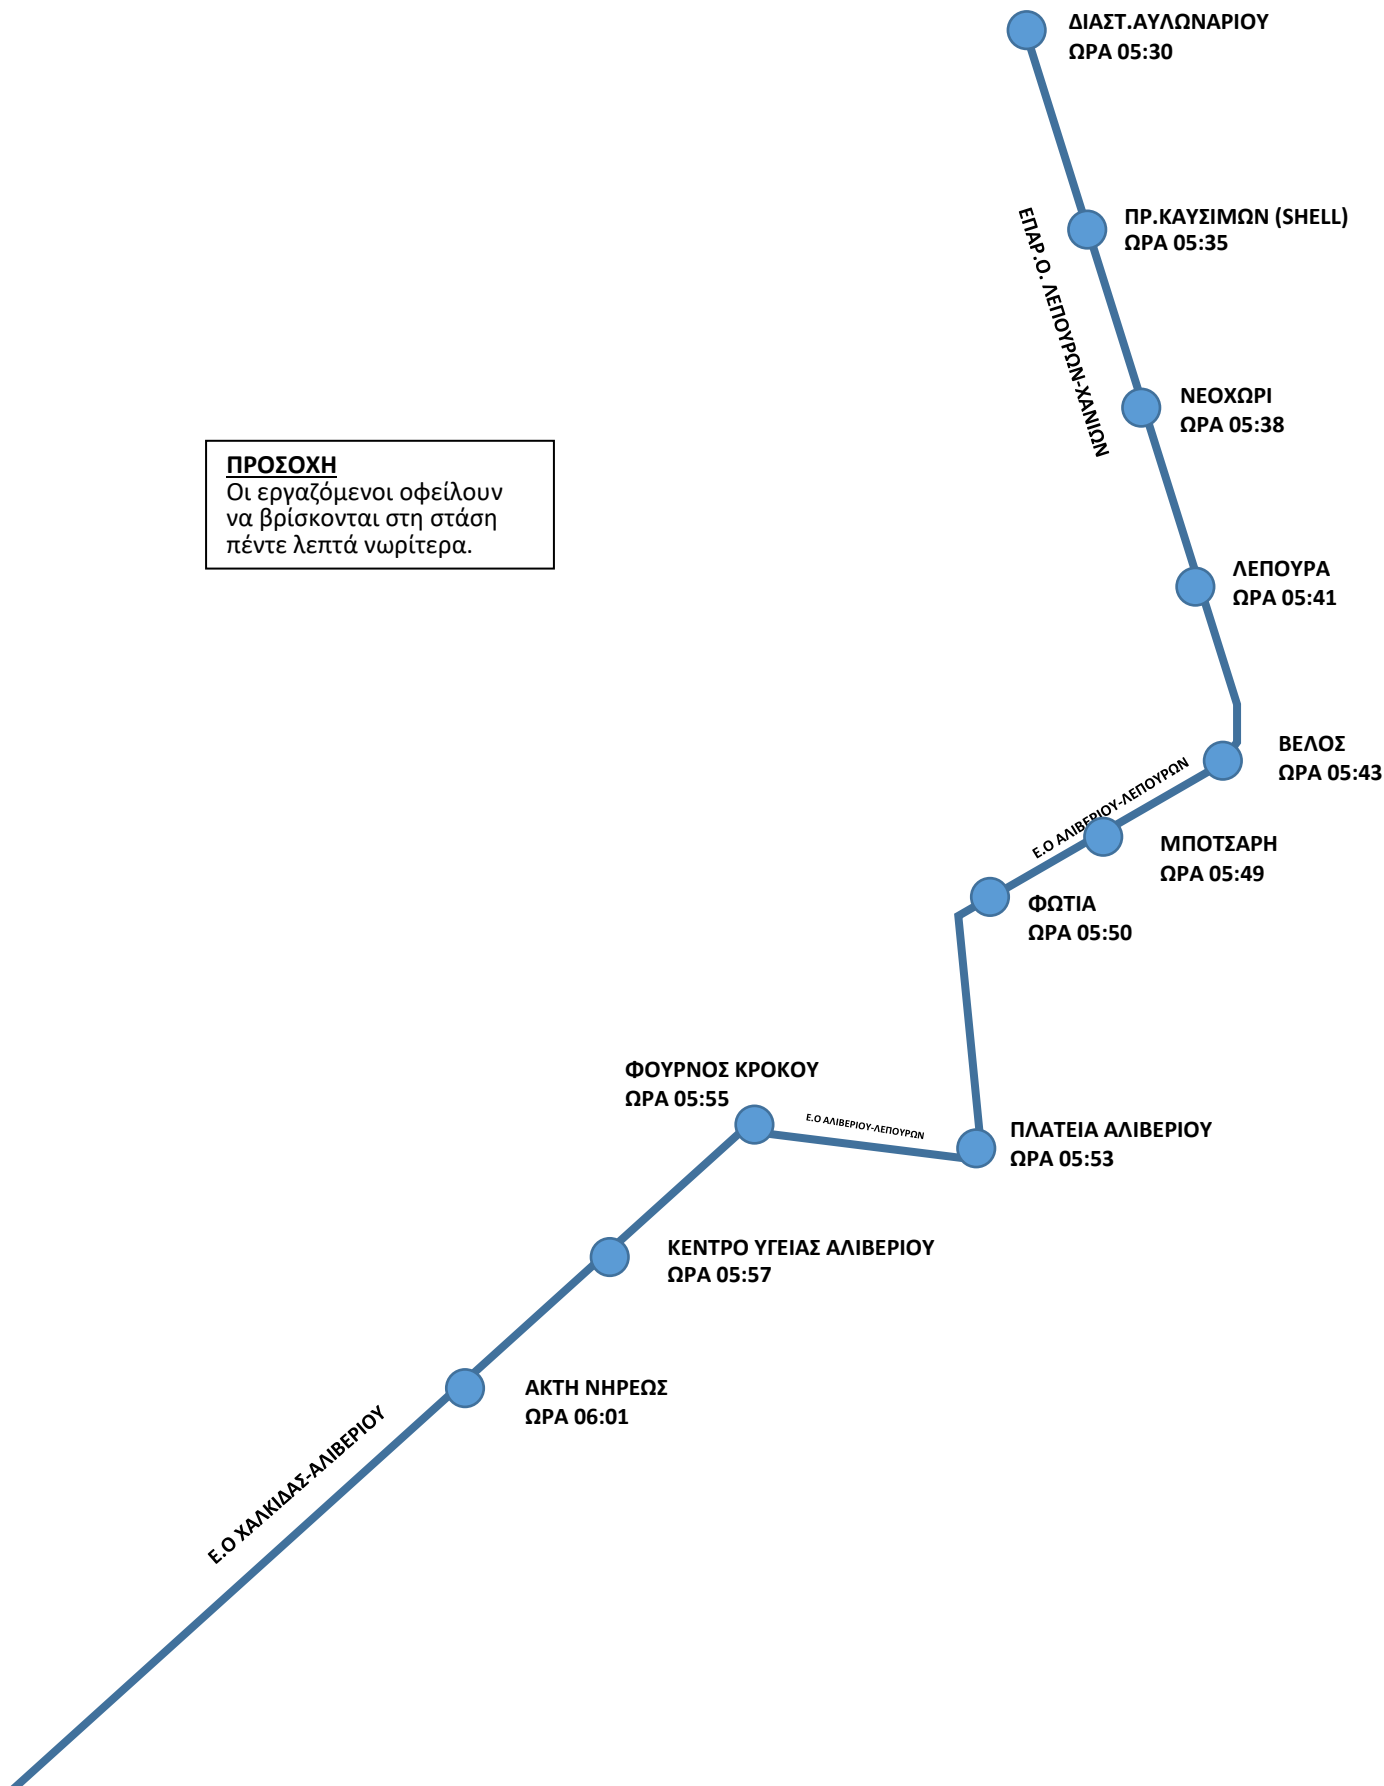 ΔΙΑΣΤ.ΑΥΛΩΝΑΡΙΟΥ
ΩΡΑ 05:30
ΠΡ.ΚΑΥΣΙΜΩΝ (SHELL)
ΩΡΑ 05:35
ΕΠΑΡ.Ο. ΛΕΠΟΥΡΩΝ-ΧΑΝΙΩΝ
ΝΕΟΧΩΡΙ
ΩΡΑ 05:38
ΠΡΟΣΟΧΗ
Οι εργαζόμενοι οφείλουν
να βρίσκονται στη στάση
πέντε λεπτά νωρίτερα.
ΛΕΠΟΥΡΑ
ΩΡΑ 05:41
ΒΕΛΟΣ
ΩΡΑ 05:43
Ε.Ο ΑΛΙΒΕΡΙΟΥ-ΛΕΠΟΥΡΩΝ
ΜΠΟΤΣΑΡΗ
ΩΡΑ 05:49
ΦΩΤΙΑ
ΩΡΑ 05:50
ΦΟΥΡΝΟΣ ΚΡΟΚΟΥ
ΩΡΑ 05:55
Ε.Ο ΑΛΙΒΕΡΙΟΥ-ΛΕΠΟΥΡΩΝ
ΠΛΑΤΕΙΑ ΑΛΙΒΕΡΙΟΥ
ΩΡΑ 05:53
ΚΕΝΤΡΟ ΥΓΕΙΑΣ ΑΛΙΒΕΡΙΟΥ
ΩΡΑ 05:57
ΑΚΤΗ ΝΗΡΕΩΣ
ΩΡΑ 06:01
Ε.Ο ΧΑΛΚΙΔΑΣ-ΑΛΙΒΕΡΙΟΥ